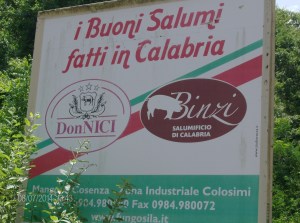 i Buoni Salumi
fatti in Calabria
DonNICI
Binzi
SALUMIFICIO
DI CALABRIA
Cosenza Industriale Colosimi
Fax 0984.980072